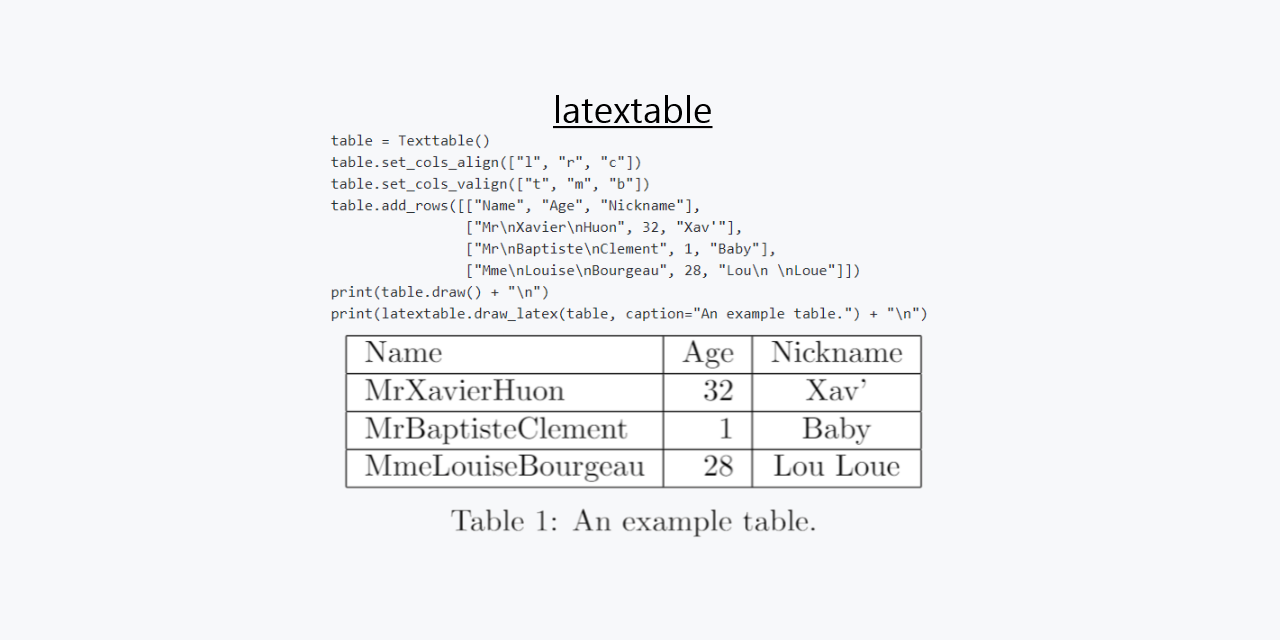 latextable
table = Texttable()
table.set_cols_align(["l", "r", "c"])
table.set_cols_valign(["t", "m", "b"])
table.add_rows([["Name", "Age", "Nickname"],
["Mr\nXavier\nHuon", 32, "Xav'"],
["Mr\nBaptiste\nClement", 1, "Baby"],
["Mme\nLouise\nBourgeau", 28, "Lou\n \nLoue"]])
print(table.draw() + "\n")
print(latextable.draw_latex(table, caption="An example table.") + "\n")
Name Age Nickname
MrXavierHuon 32 Xav’
MrBaptisteClement 1 Baby
MmeLouiseBourgeau 28 Lou Loue
Table 1: An example table.